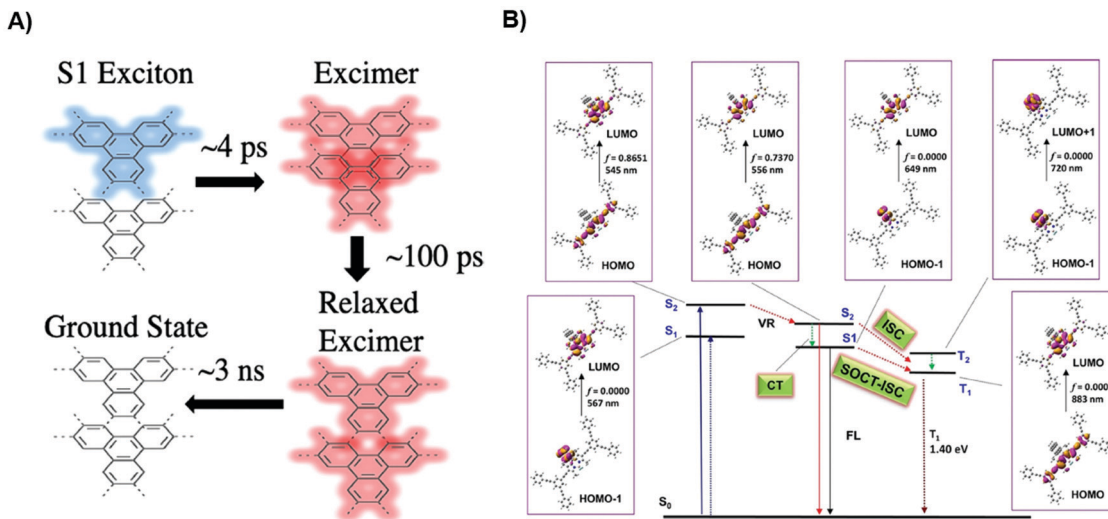 A)
S1 Exciton
Excimer
~4 ps
~100 ps
Relaxed
Excimer
Ground State
~3 ns
B)
LUMO
f = 0.8651
545 nm
HOMO
LUMO
f = 0.7370
556 nm
HOMO
LUMO
f = 0.0000
649 nm
HOMO-1
LUMO+1
f = 0.0000
720 nm
HOMO-1
LUMO
f = 0.0000
567 nm
HOMO-1
S2
S1
VR
S2
S1
ISC
CT
SOCT-ISC
T2
T1
FL
T1
1.40 eV
S0
LUMO
f = 0.000
883 nm
HOMO